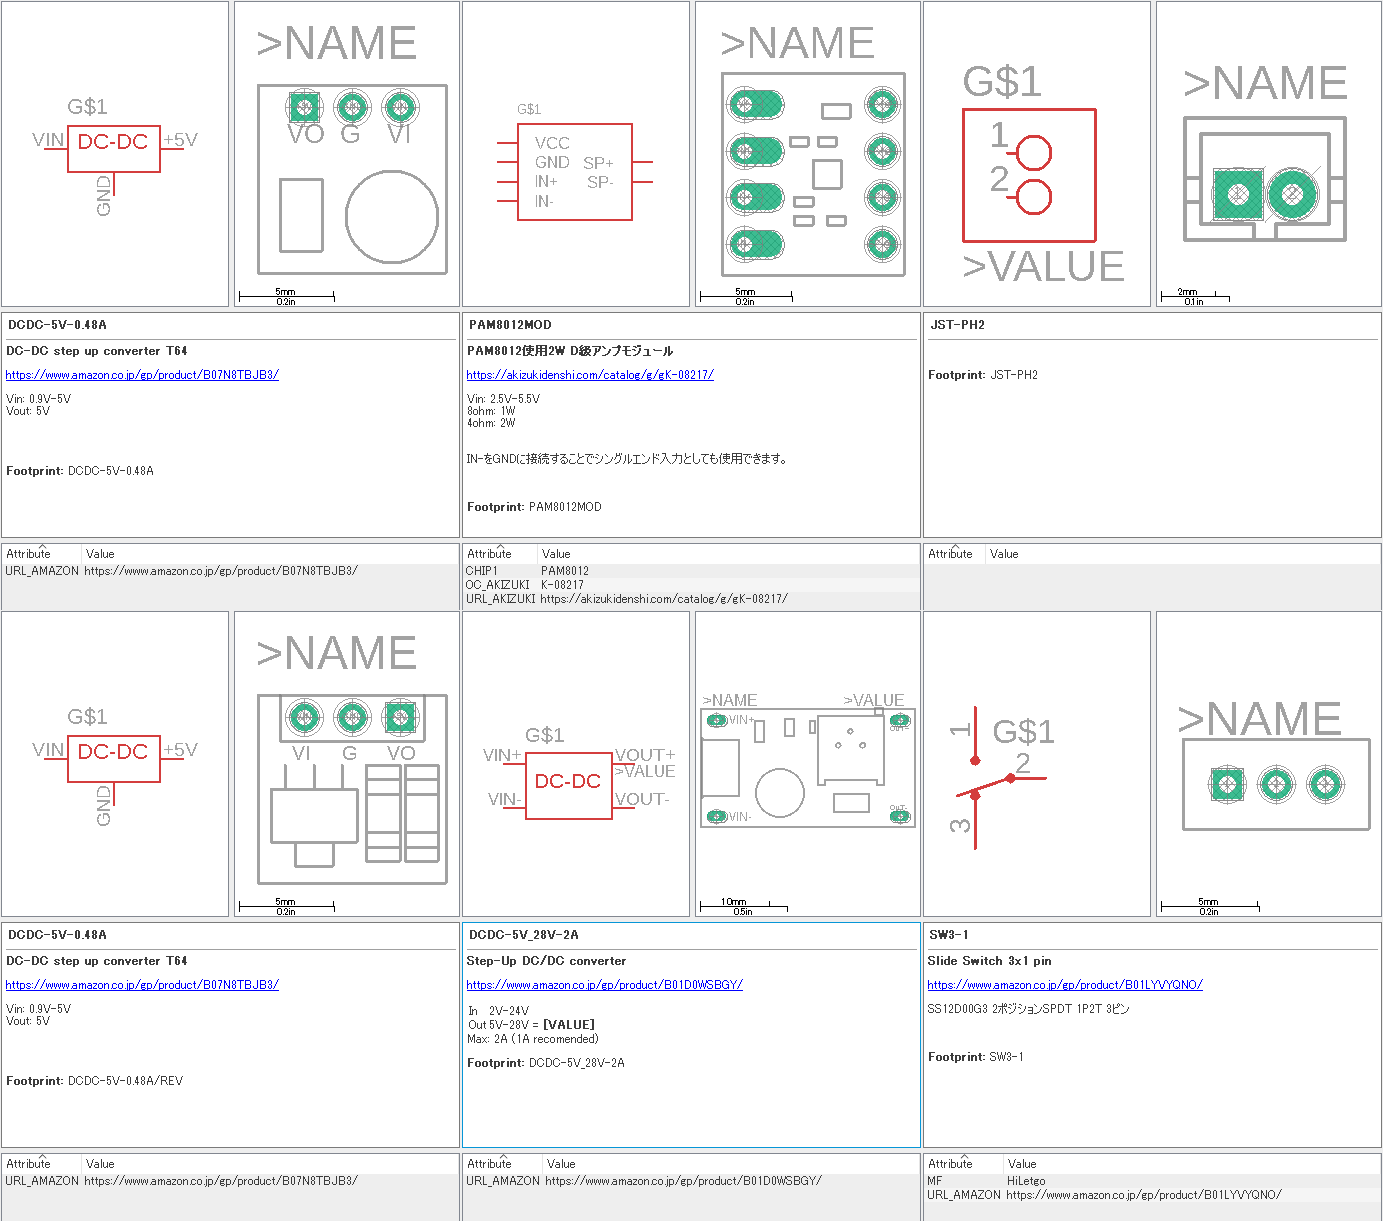 G$1
VIN
DC-DC
+5V
GND
>NAME
VO G VI
5mm
0.2in
G$1
VCC
GND
IN+
IN-
SP+
SP-
>NAME
5mm
0.2in
G$1
1
2
>VALUE
>NAME
1 2
2mm
0.1in
DCDC-5V-0.48A
DC-DC step up converter T64
https://www.amazon.co.jp/gp/product/B07N8TBJB3/
Vin: 0.9V-5V
Vout: 5V
Footprint: DCDC-5V-0.48A
Attribute Value
URL_AMAZON https://www.amazon.co.jp/gp/product/B07N8TBJB3/
PAM8012MOD
PAM8012使用2W D級アンプモジュール
https://akizukidenshi.com/catalog/g/gK-08217/
Vin: 2.5V-5.5V
8ohm: 1W
4ohm: 2W
IN-をGNDに接続することでシングルエンド入力としても使用できます。
Footprint: PAM8012MOD
Attribute Value
CHIP1 PAM8012
OC_AKIZUKI K-08217
URL_AKIZUKI https://akizukidenshi.com/catalog/g/gK-08217/
JST-PH2
Footprint: JST-PH2
Attribute Value
G$1
VIN
DC-DC
+5V
GND
>NAME
VI G VO
5mm
0.2in
G$1
VIN+
VIN-
DC-DC
VOUT+
>VALUE
VOUT-
>NAME
>VALUE
VIN+
OUT+
VIN-
OUT-
10mm
0.5in
1
G$1
2
3
>NAME
5mm
0.2in
DCDC-5V-0.48A
DC-DC step up converter T64
https://www.amazon.co.jp/gp/product/B07N8TBJB3/
Vin: 0.9V-5V
Vout: 5V
Footprint: DCDC-5V-0.48A/REV
Attribute Value
URL_AMAZON https://www.amazon.co.jp/gp/product/B07N8TBJB3/
DCDC-5V_28V-2A
Step-Up DC/DC converter
https://www.amazon.co.jp/gp/product/B01D0WSBGY/
In 2V-24V
Out 5V-28V = [VALUE]
Max: 2A (1A recomended)
Footprint: DCDC-5V_28V-2A
Attribute Value
URL_AMAZON https://www.amazon.co.jp/gp/product/B01D0WSBGY/
SW3-1
Slide Switch 3x1 pin
https://www.amazon.co.jp/gp/product/B01LYVYQNO/
SS12D00G3 2ポジションSPDT 1P2T 3ピン
Footprint: SW3-1
Attribute Value
MF HiLetgo
URL_AMAZON https://www.amazon.co.jp/gp/product/B01LYVYQNO/